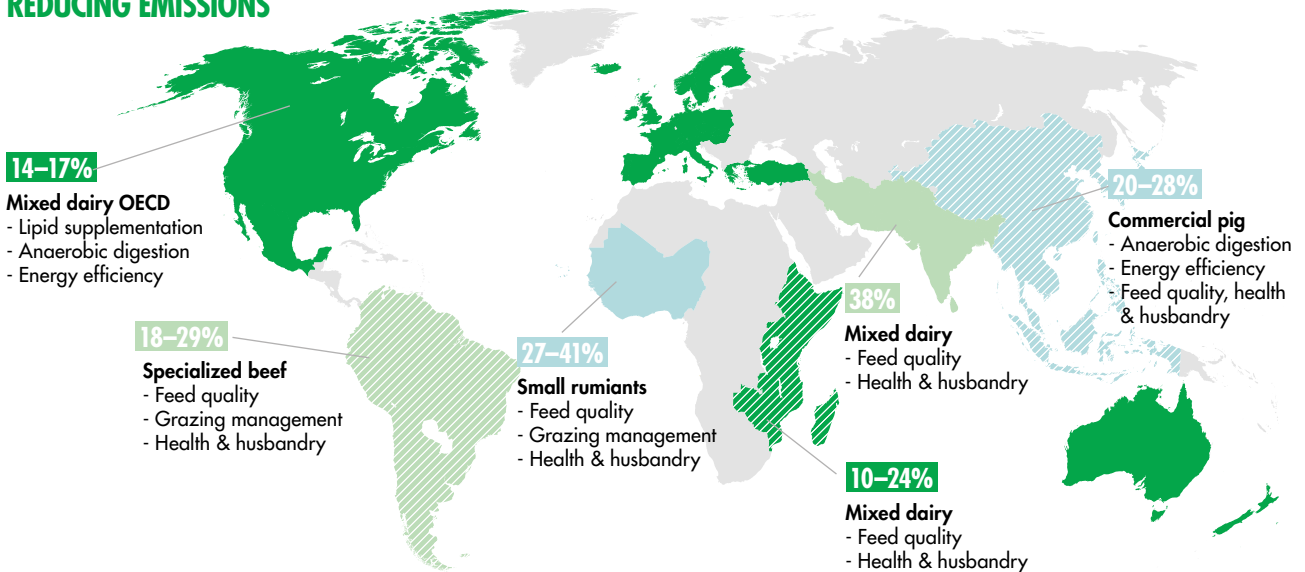 REDUCING EMISSIONS
14–17%
Mixed dairy OECD
- Lipid supplementation
- Anaerobic digestion
- Energy efficiency
18–29%
Specialized beef
- Feed quality
- Grazing management
- Health & husbandry
27–41%
Small rumiants
- Feed quality
- Grazing management
- Health & husbandry
38%
Mixed dairy
- Feed quality
- Health & husbandry
20–28%
Commercial pig
- Anaerobic digestion
- Energy efficiency
- Feed quality, health
& husbandry
10–24%
Mixed dairy
- Feed quality
- Health & husbandry